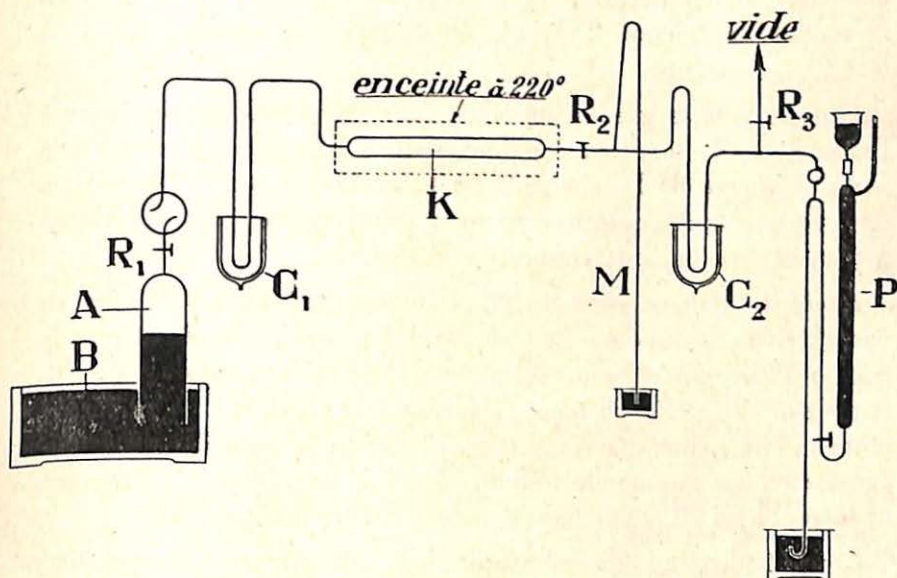 vide
enceinte à 220°
R₂
R₃
K
R₁
C₁
A
M
C₂
P
B